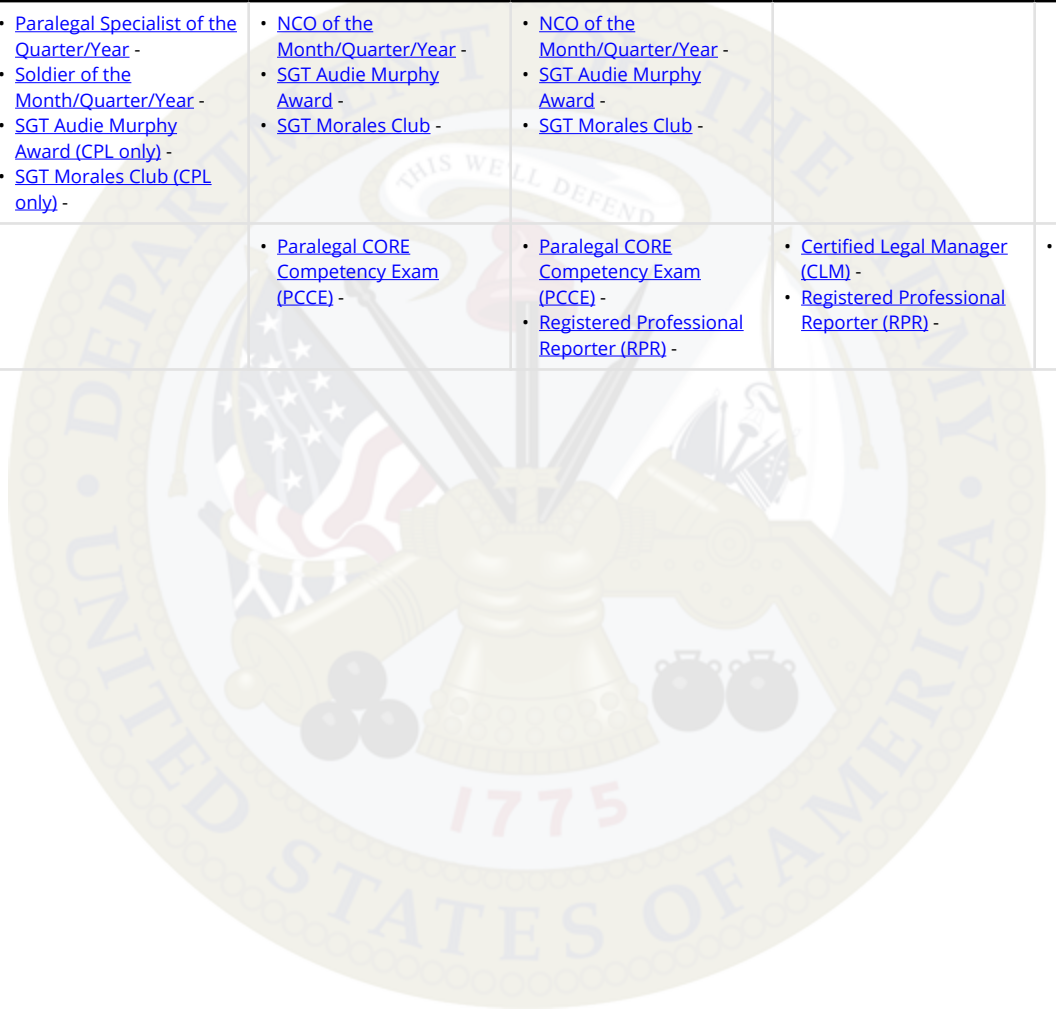 • Paralegal Specialist of the
Quarter/Year -
• Soldier of the
Month/Quarter/Year -
• SGT Audie Murphy
Award (CPL only) -
• SGT Morales Club (CPL
only) -
• NCO of the
Month/Quarter/Year -
• SGT Audie Murphy
Award -
• SGT Morales Club -
• NCO of the
Month/Quarter/Year -
• SGT Audie Murphy
Award -
• SGT Morales Club -
• Paralegal CORE
Competency Exam
(PCCE) -
• Paralegal CORE
Competency Exam
(PCCE) -
• Registered Professional
Reporter (RPR) -
• Certified Legal Manager
(CLM) -
• Registered Professional
Reporter (RPR) -
•
DEPARTMENT OF THE ARMY
THIS WE'LL DEFEND
1775
UNITED STATES OF AMERICA